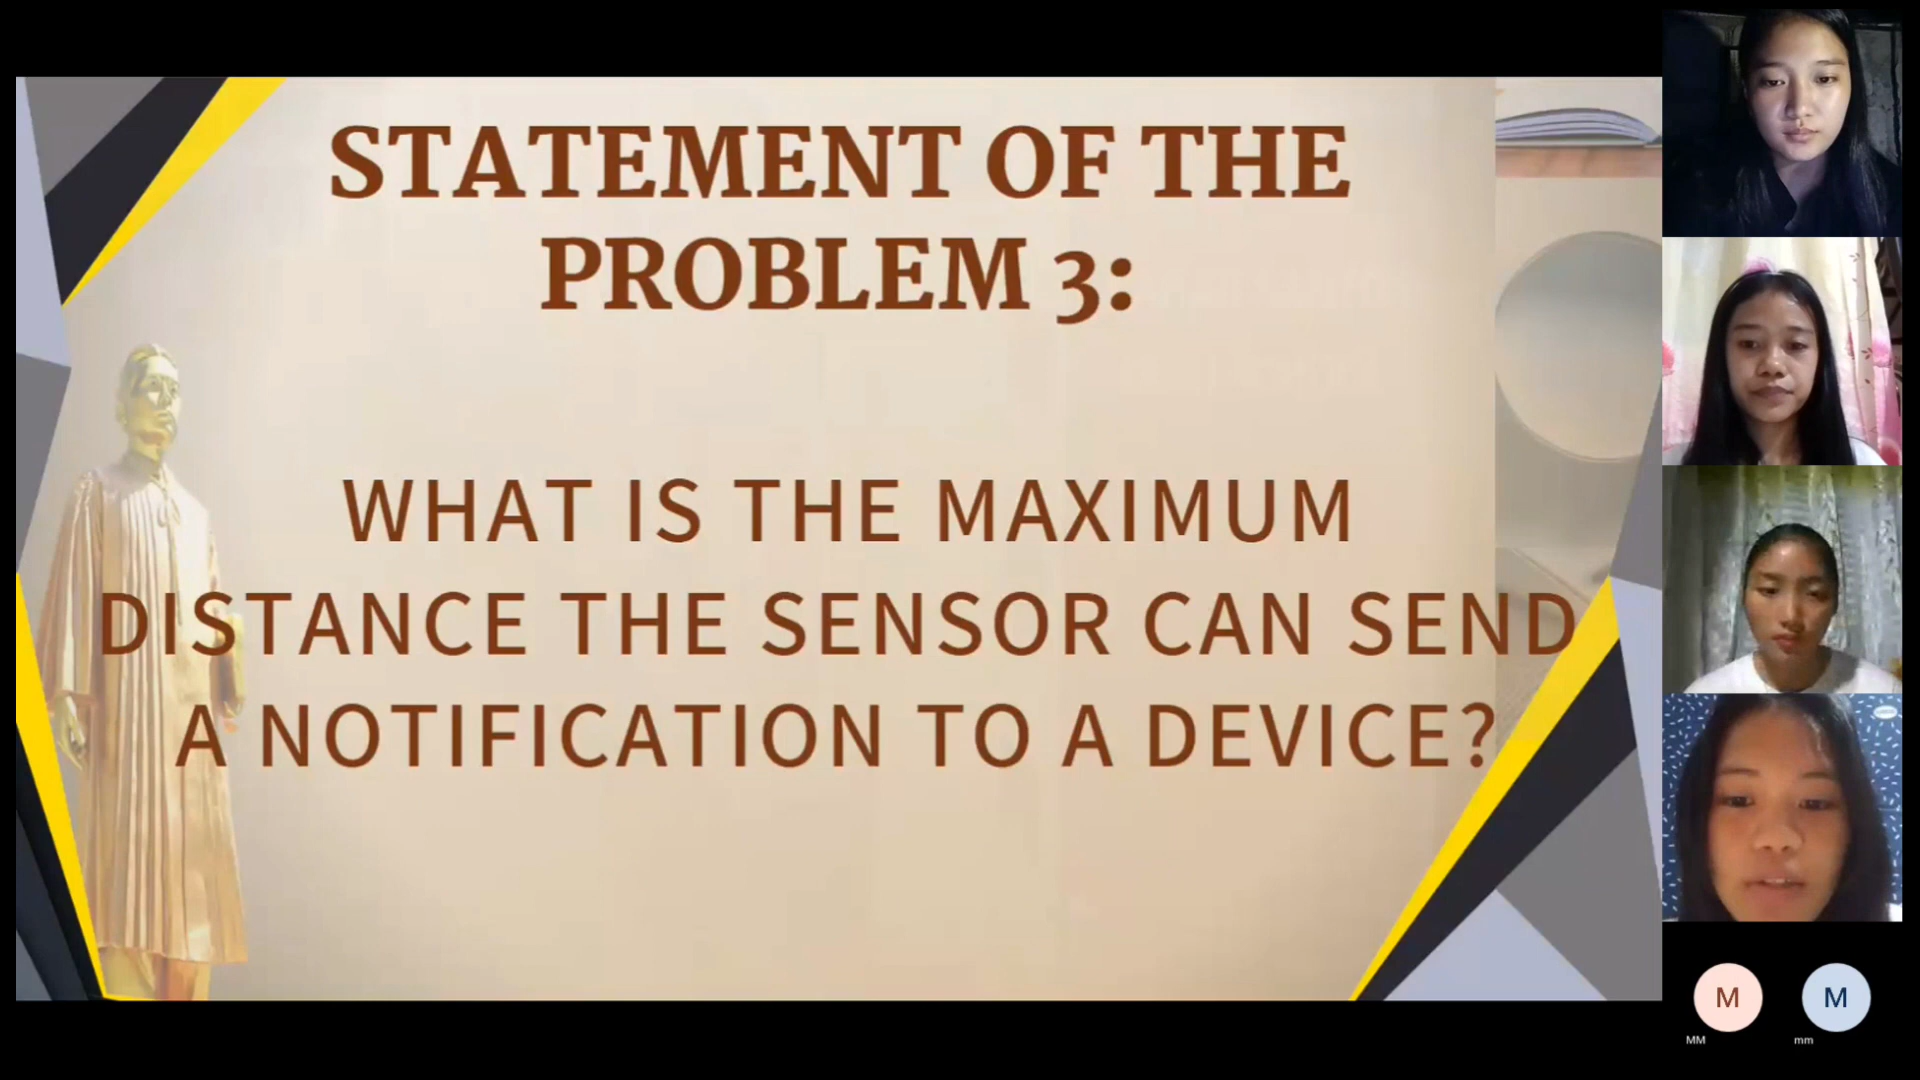 STATEMENT OF THE
PROBLEM 3:
WHAT IS THE MAXIMUM
DISTANCE THE SENSOR CAN SEND
A NOTIFICATION TO A DEVICE?
M
MM
M
mm